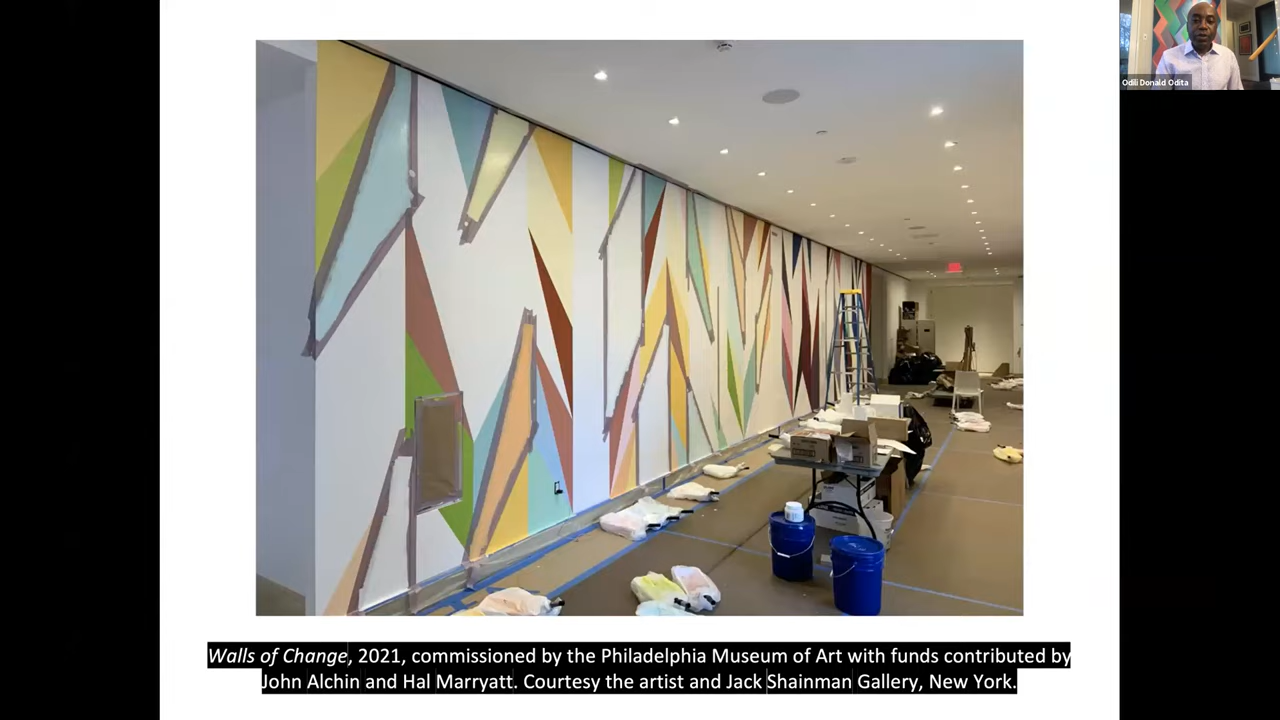 Odili Donald Odita
Walls of Change, 2021, commissioned by the Philadelphia Museum of Art with funds contributed by
John Alchin and Hal Marryatt. Courtesy the artist and Jack Shainman Gallery, New York.